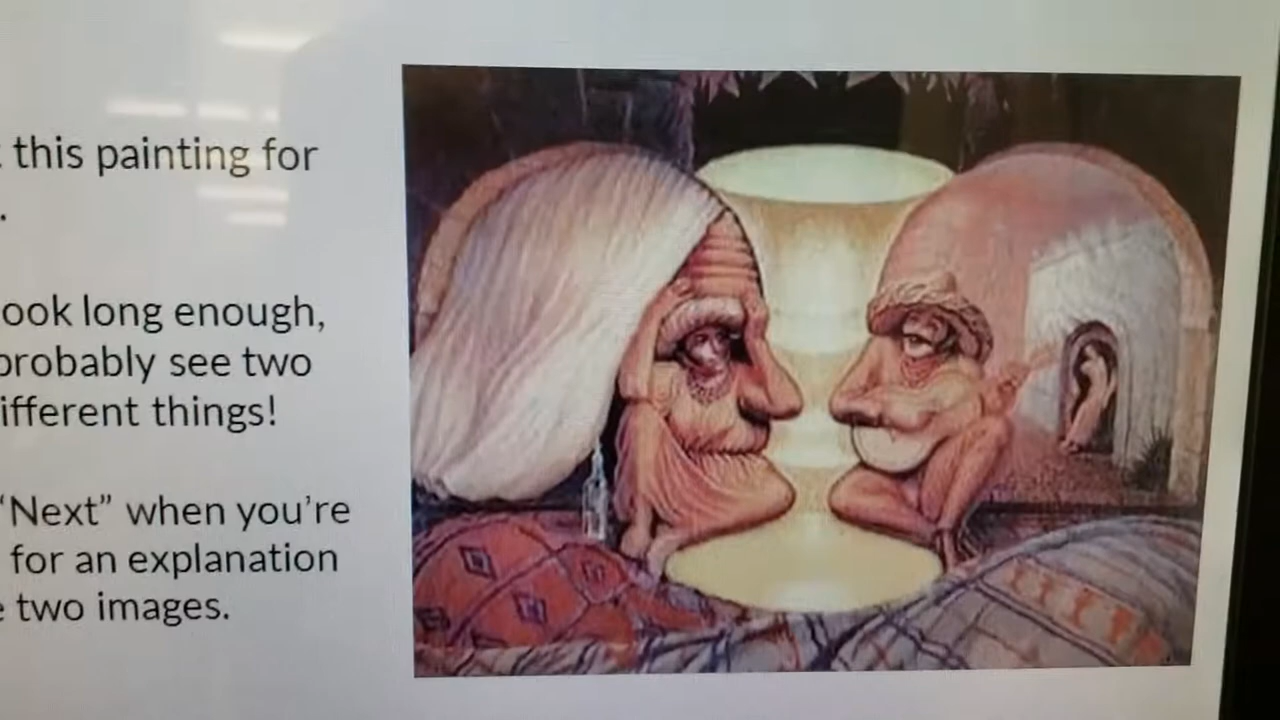 this painting for
.
ook long enough,
probably see two
ifferent things!
"Next" when you're
for an explanation
two images.